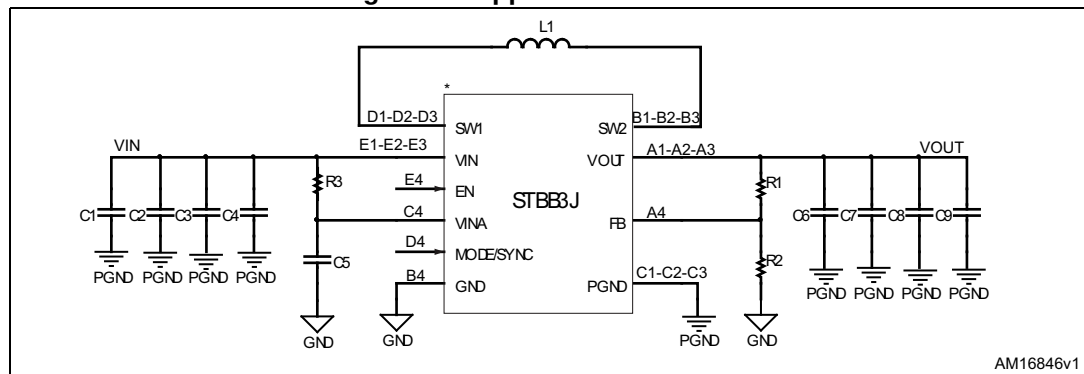 L1
*
D1-D2-D3
SW1
B1-B2-B3
SW2
VIN
E1-E2-E3
VIN
VOUT
A1-A2-A3
VOUT
R3
E4
EN
STBB3J
R1
C1
C2
C3
C4
C4
VINA
FB
A4
C6
C7
C8
C9
D4
MODE/SYNC
C5
R2
PGND
PGND
PGND
PGND
B4
GND
PGND
C1-C2-C3
PGND
PGND
PGND
PGND
GND
GND
PGND
GND
AM16846v1